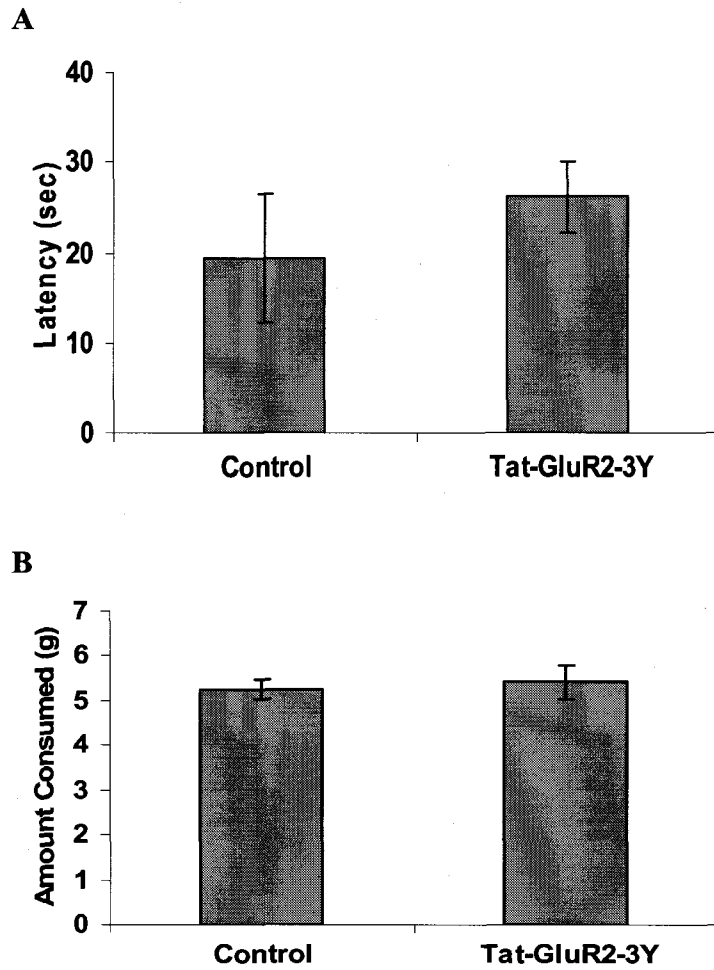 A
Latency (sec)
40
30
20
10
0
Control Tat-GluR2-3Y
B
Amount Consumed (g)
7
6
5
4
3
2
1
0
Control Tat-GluR2-3Y